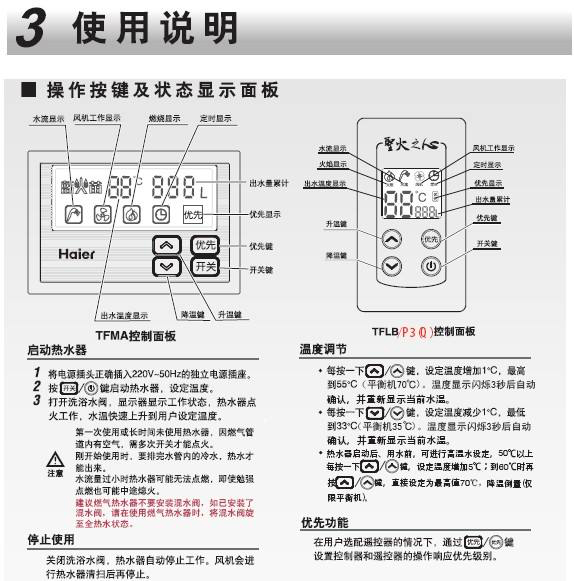 3 使用说明
■ 操作按键及状态显示面板
水流显示 风机工作显示 燃烧显示 定时显示
88℃ 888L
出水量累计
优先
优先显示
Haier
优先
优先键
开关
开关键
出水温度显示 降温键 升温键
TFMA控制面板
聖火之心
水流显示
火焰显示
出水温度显示
升温键
降温键
风机工作显示
定时显示
优先显示
出水量累计
优先键
开关键
88℃
888L
优先
TFLB/P3(Q)控制面板
启动热水器
1 将电源插头正确插入220V~50Hz的独立电源插座。
2 按开关/键启动热水器，设定温度。
3 打开洗浴水阀，显示器显示工作状态，热水器点
火工作，水温快速上升到用户设定温度。
注意
第一次使用或长时间未使用热水器，因燃气管
道内有空气，需多次开关才能点火。
刚开始使用时，要排完水管内的冷水，热水才
能出来。
水流量过小时热水器可能无法点燃，即使勉强
点燃也可能中途熄火。
建议燃气热水器不要安装混水阀，如已安装了
混水阀，请在使用燃气热水器时，将混水阀旋
至全热水状态。
停止使用
关闭洗浴水阀，热水器自动停止工作。风机会进
行热水器清扫后再停止。
温度调节
• 每按一下/键，设定温度增加1℃，最高
到55℃（平衡机70℃）。温度显示闪烁3秒后自动
确认，并重新显示当前水温。
• 每按一下/键，设定温度减少1℃，最低
到33℃(平衡机35℃)。温度显示闪烁3秒后自动
确认，并重新显示当前水温。
• 热水器启动后、用水前，可进行高温水设定，50℃以上
每按一下/键，设定温度增加5℃；到60℃时再
按/键，直接设定为最高值70℃，降温倒置(仅
限平衡机)。
优先功能
在用户选配遥控器的情况下，通过优先/优先键
设置控制器和遥控器的操作响应优先级别。